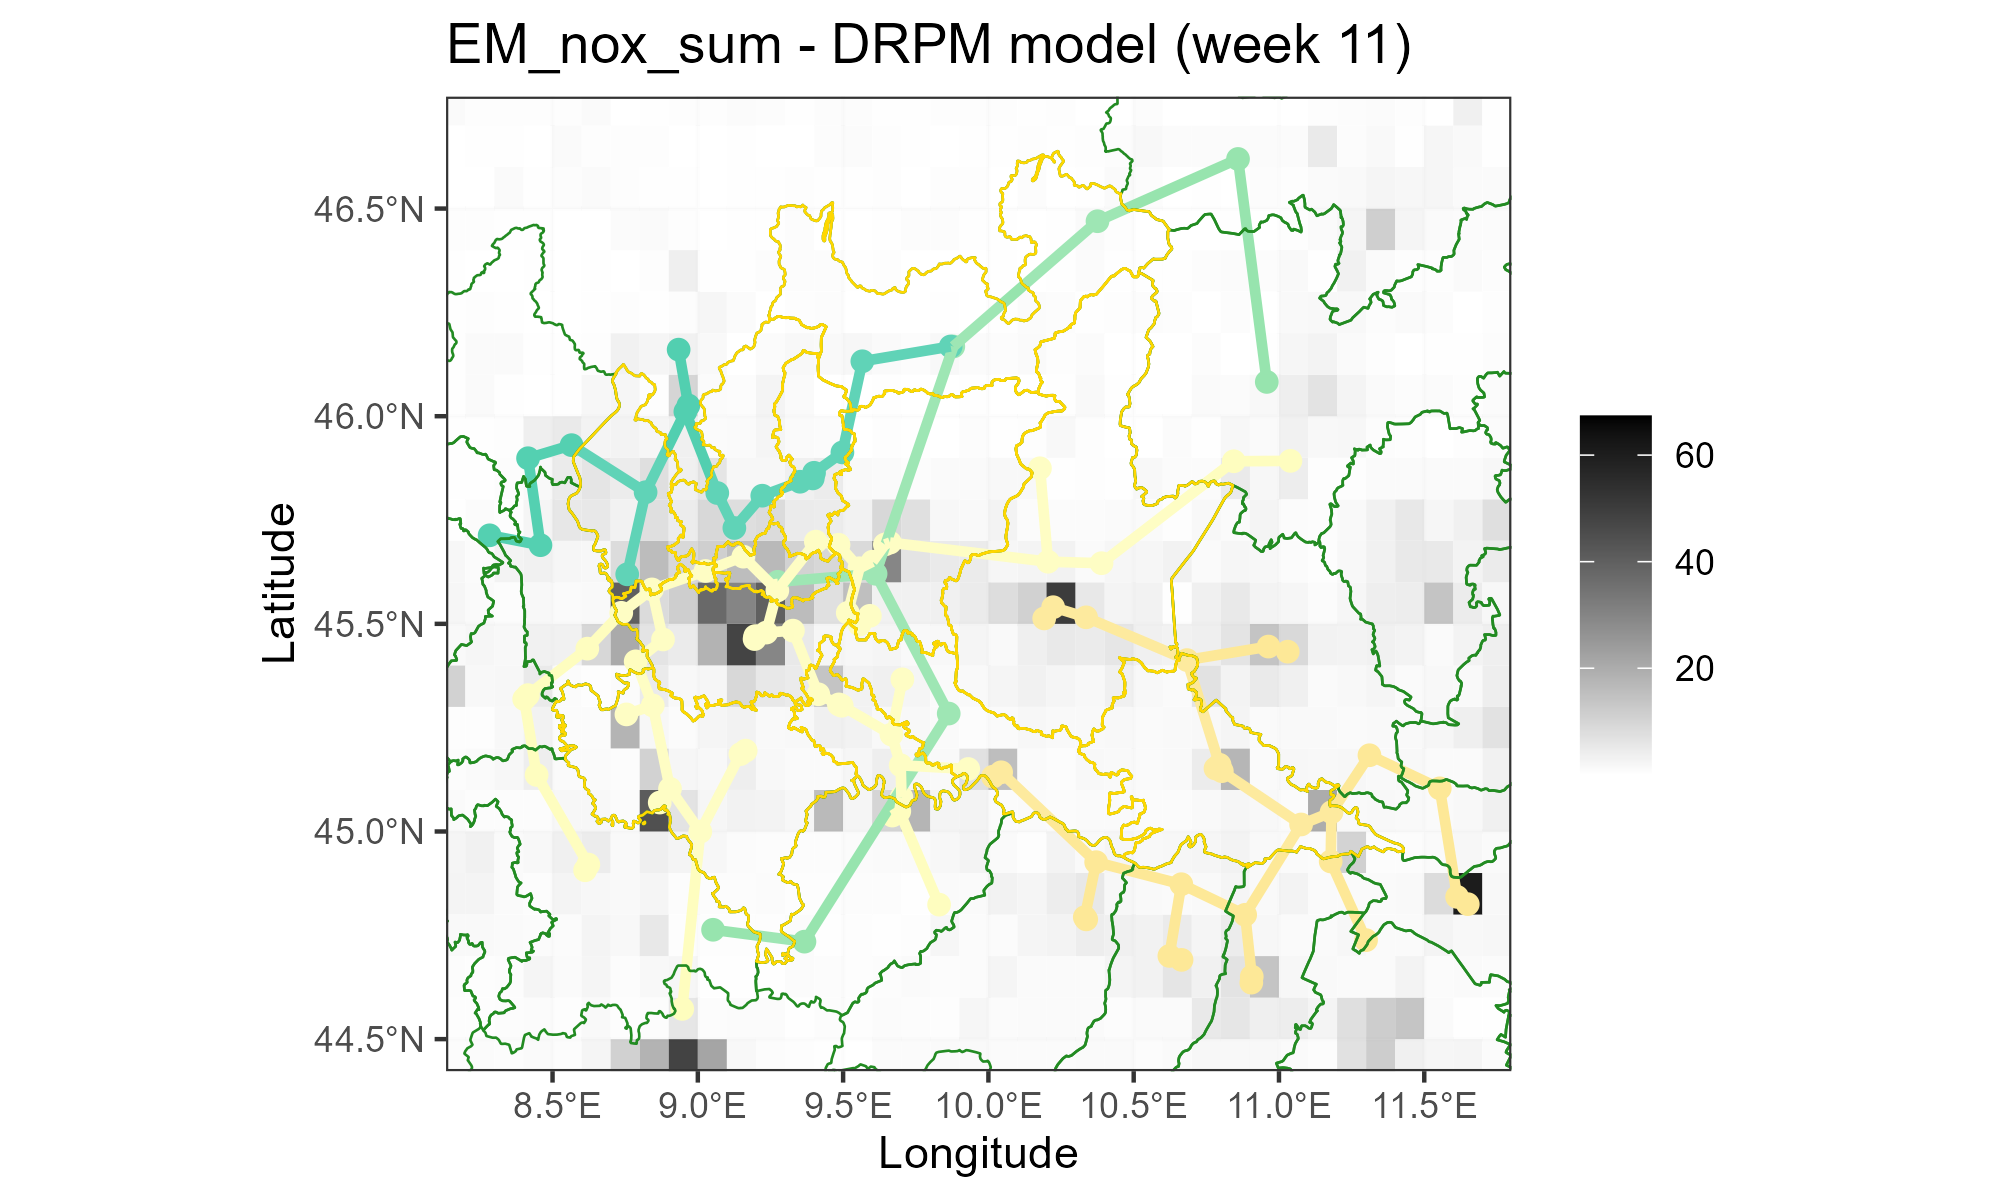 EM_nox_sum - DRPM model (week 11)
46.5°N
46.0°N
45.5°N
45.0°N
44.5°N
Latitude
8.5°E
9.0°E
9.5°E
10.0°E
10.5°E
11.0°E
11.5°E
Longitude
60
40
20